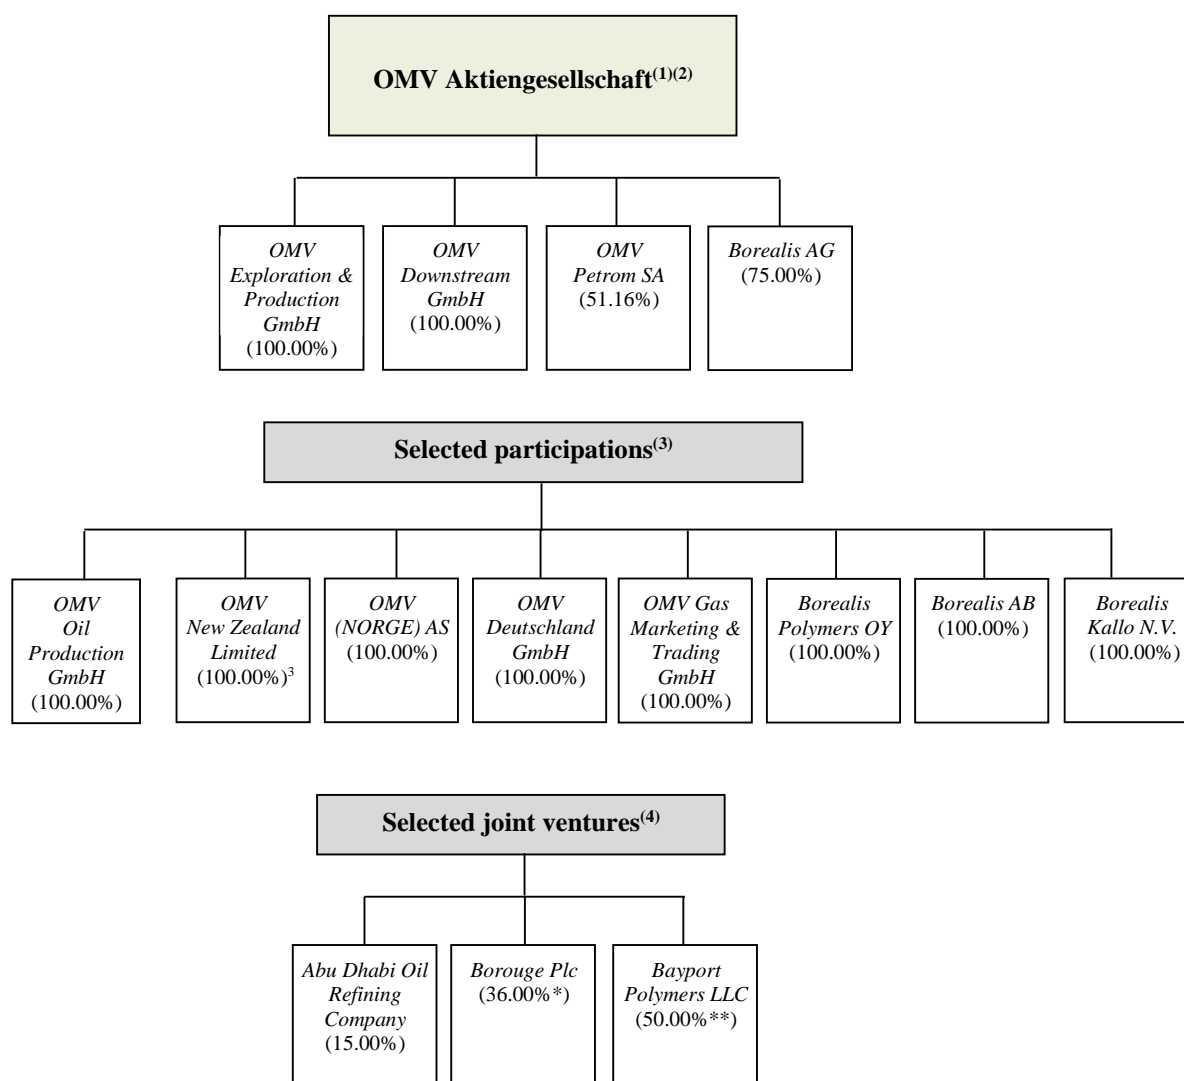 OMV Aktiengesellschaft(1)(2)
OMV
Exploration &
Production
GmbH
(100.00%)
OMV
Downstream
GmbH
(100.00%)
OMV
Petrom SA
(51.16%)
Borealis AG
(75.00%)
Selected participations(3)
OMV
Oil
Production
GmbH
(100.00%)
OMV
New Zealand
Limited
(100.00%)3
OMV
(NORGE) AS
(100.00%)
OMV
Deutschland
GmbH
(100.00%)
OMV Gas
Marketing &
Trading
GmbH
(100.00%)
Borealis
Polymers OY
(100.00%)
Borealis AB
(100.00%)
Borealis
Kallo N.V.
(100.00%)
Selected joint ventures(4)
Abu Dhabi Oil
Refining
Company
(15.00%)
Borouge Plc
(36.00%*)
Bayport
Polymers LLC
(50.00%**)